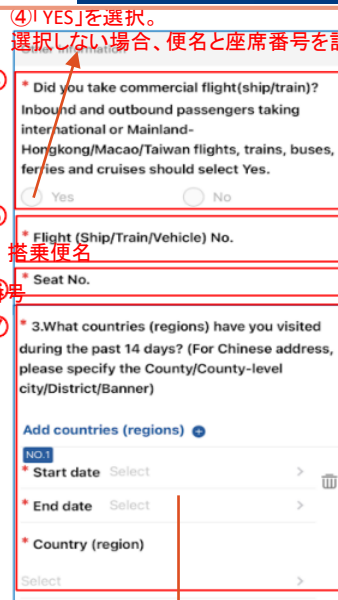 ④「YES」を選択。
選択しない場合、便名と座席番号を
Other information
* Did you take commercial flight(ship/train)?
Inbound and outbound passengers taking
international or Mainland-
Hongkong/Macao/Taiwan flights, trains, buses,
ferries and cruises should select Yes.
Yes No
* Flight (Ship/Train/Vehicle) No.
搭乗便名
* Seat No.
号
* 3.What countries (regions) have you visited
during the past 14 days? (For Chinese address,
please specify the County/County-level
city/District/Banner)
Add countries (regions)
NO.1
* Start date Select
* End date Select
* Country (region)
Select